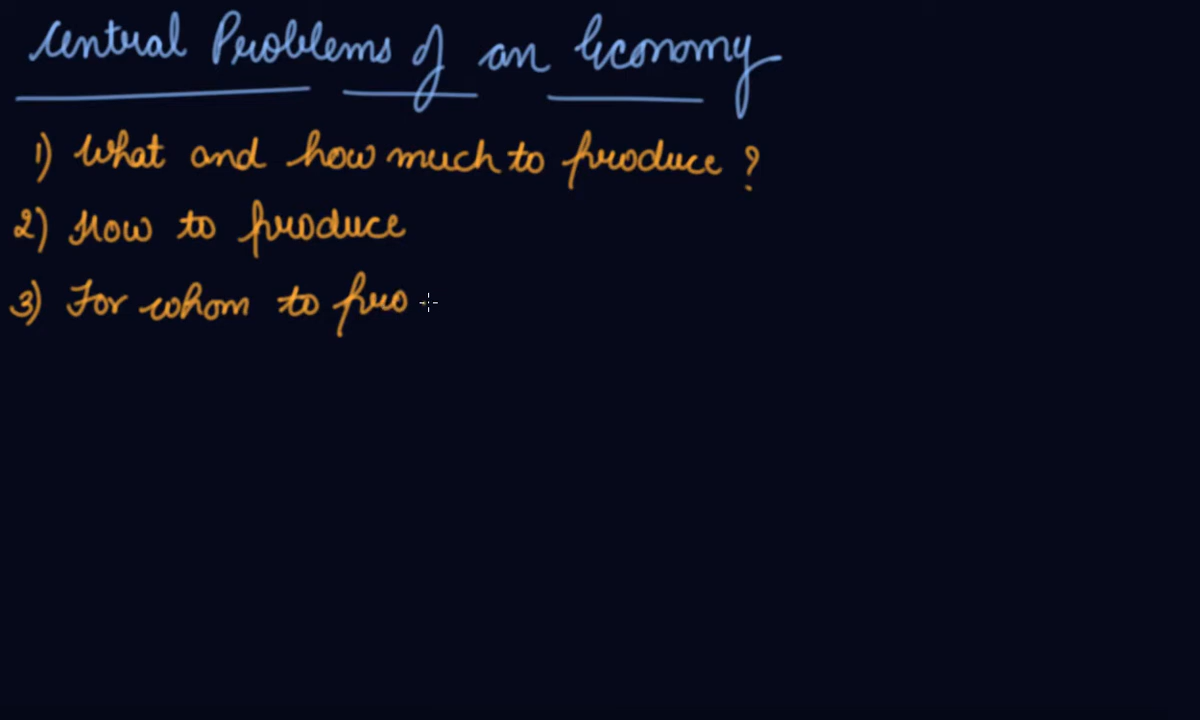 Central Problems of an Economy
1) What and how much to produce ?
2) How to produce
3) For whom to pro